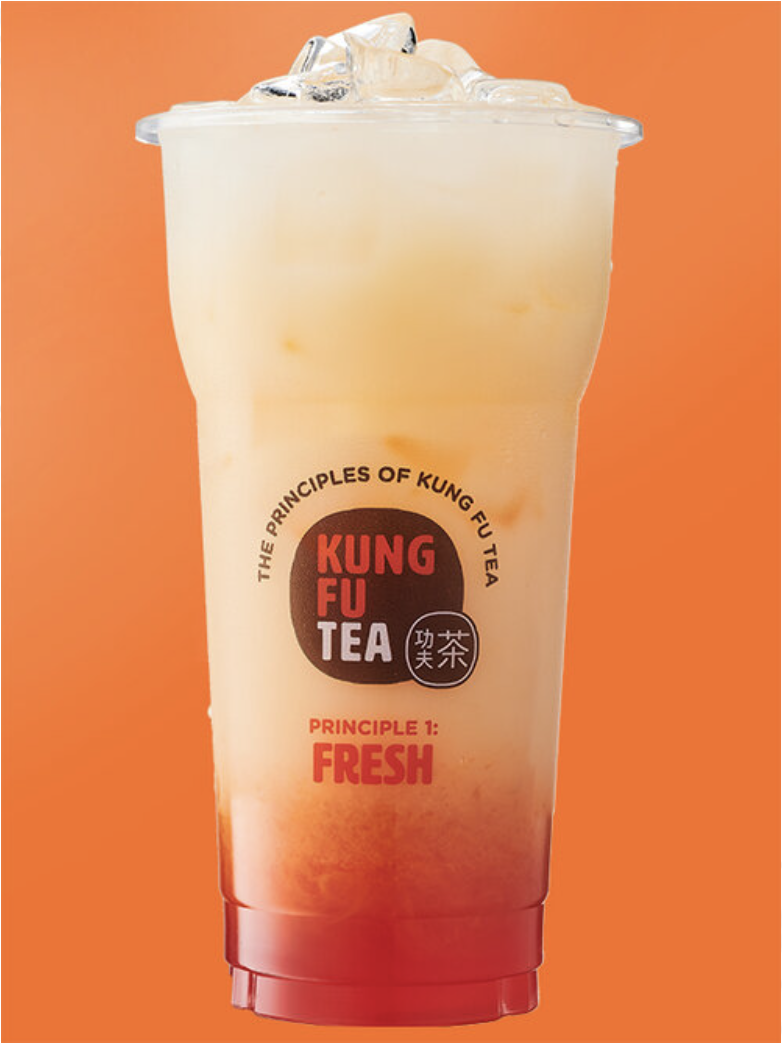 THE PRINCIPLES OF KUNG FU TEA
KUNG
FU
TEA
功夫茶
PRINCIPLE 1:
FRESH